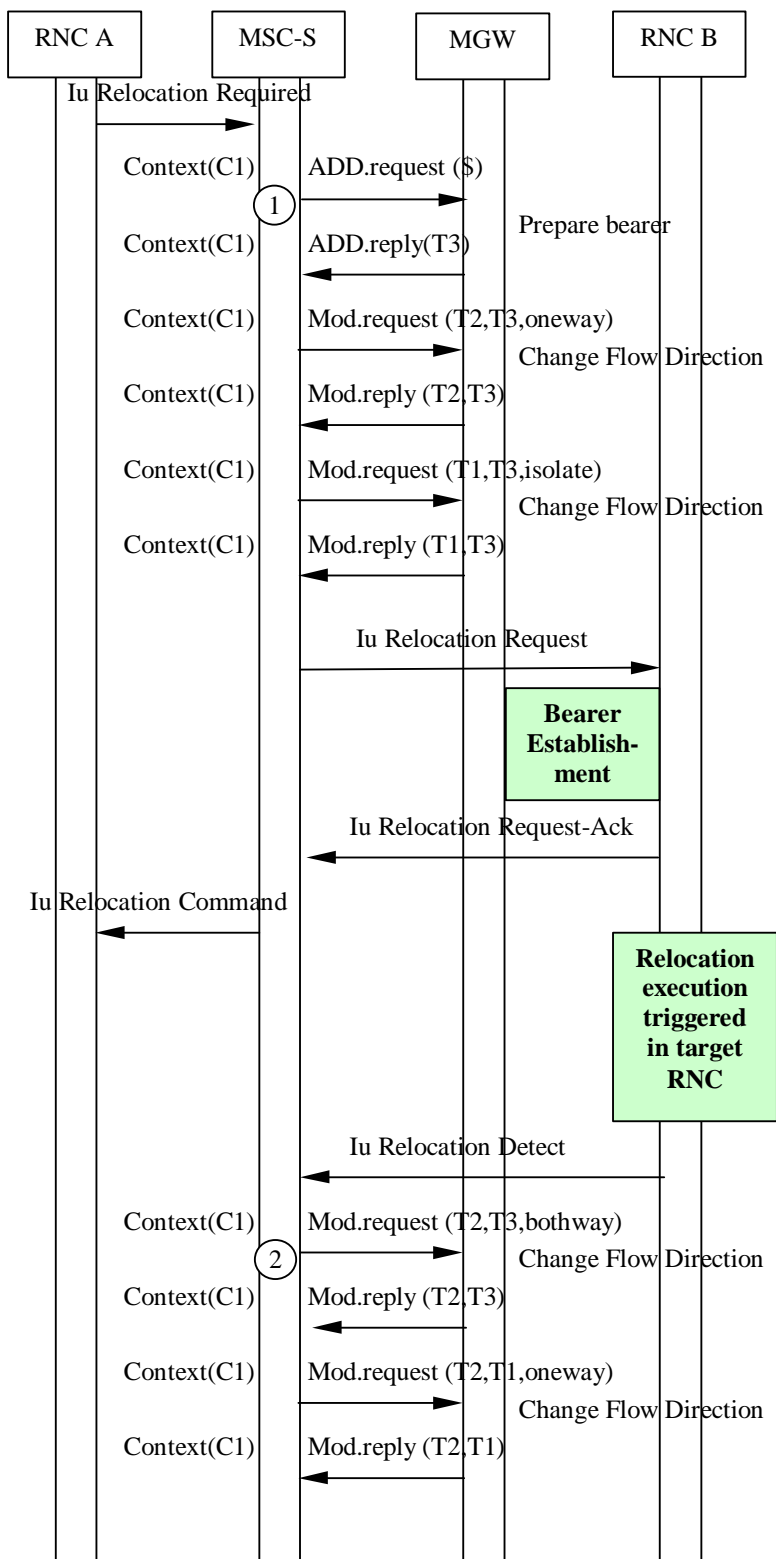 RNC A
MSC-S
MGW
RNC B
Iu Relocation Required
Context(C1) ADD.request ($)
1
Prepare bearer
Context(C1) ADD.reply(T3)
Context(C1) Mod.request (T2,T3,oneway)
Change Flow Direction
Context(C1) Mod.reply (T2,T3)
Context(C1) Mod.request (T1,T3,isolate)
Change Flow Direction
Context(C1) Mod.reply (T1,T3)
Iu Relocation Request
Bearer
Establish-
ment
Iu Relocation Request-Ack
Iu Relocation Command
Relocation
execution
triggered
in target
RNC
Iu Relocation Detect
Context(C1) Mod.request (T2,T3,bothway)
2
Change Flow Direction
Context(C1) Mod.reply (T2,T3)
Context(C1) Mod.request (T2,T1,oneway)
Change Flow Direction
Context(C1) Mod.reply (T2,T1)